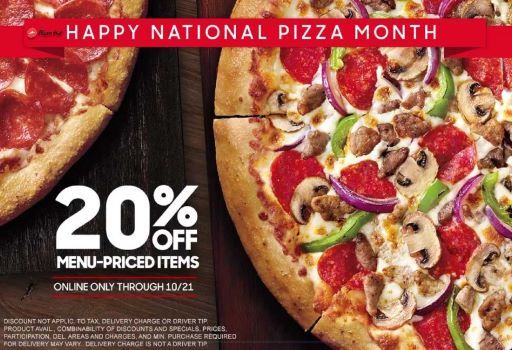 Pizza Hut
HAPPY NATIONAL PIZZA MONTH
20% OFF
MENU-PRICED ITEMS
ONLINE ONLY THROUGH 10/21
DISCOUNT NOT APPLIC. TO TAX, DELIVERY CHARGE OR DRIVER TIP.
PRODUCT AVAIL., COMBINABILITY OF DISCOUNTS AND SPECIALS, PRICES,
PARTICIPATION, DEL. AREAS AND CHARGES, AND MIN. PURCHASE REQUIRED
FOR DELIVERY MAY VARY. DELIVERY CHARGE IS NOT A DRIVER TIP.